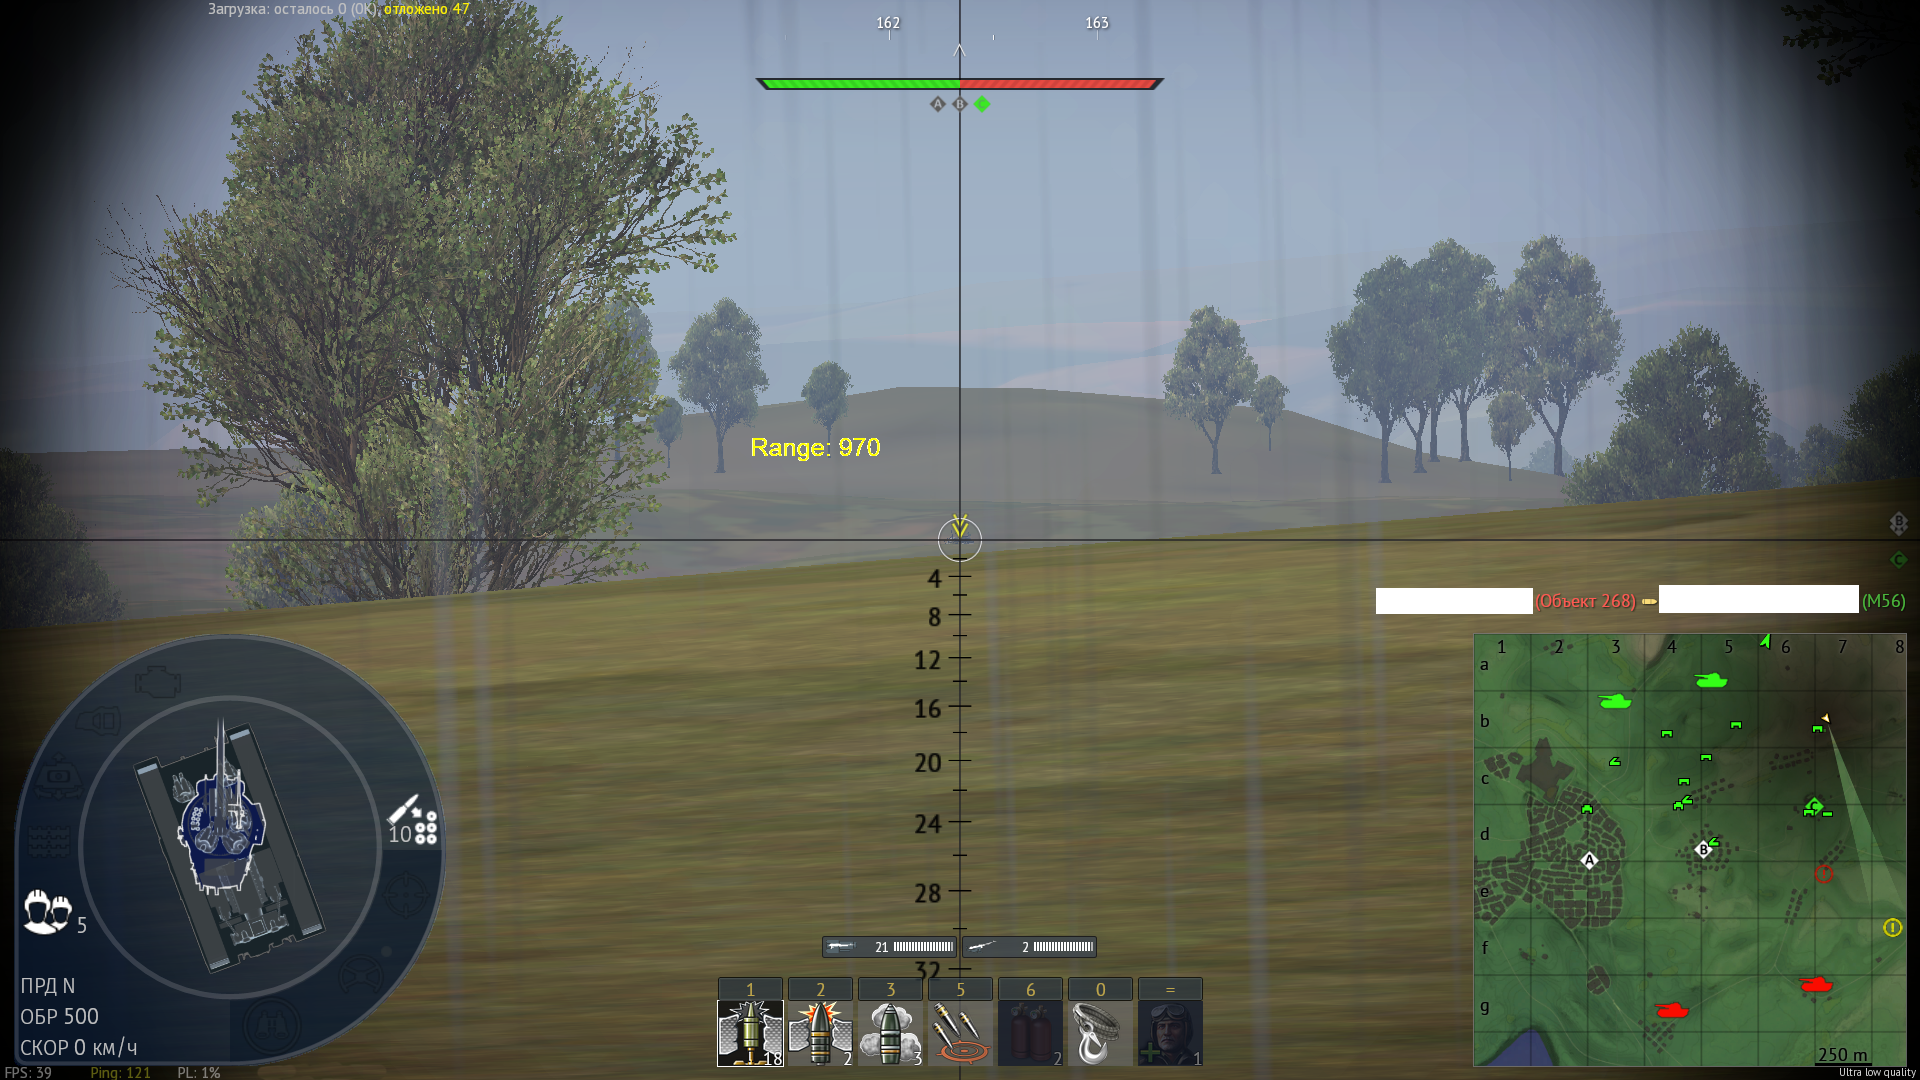 Загрузка: осталось 0 (0K), отложено 47
162 163
A B C
Range: 970
B
C
4
8
12
16
20
24
28
32
(Объект 268) (M56)
1 2 3 4 5 6 7 8
a
b
c
d
e
f
g
C
B
A
250 m
10
5
ПРД N
ОБР 500
СКОР 0 км/ч
21 2
1 2 3 5 6 0 =
18 2 3 2 1
FPS: 39 Ping: 121 PL: 1%
Ultra low quality